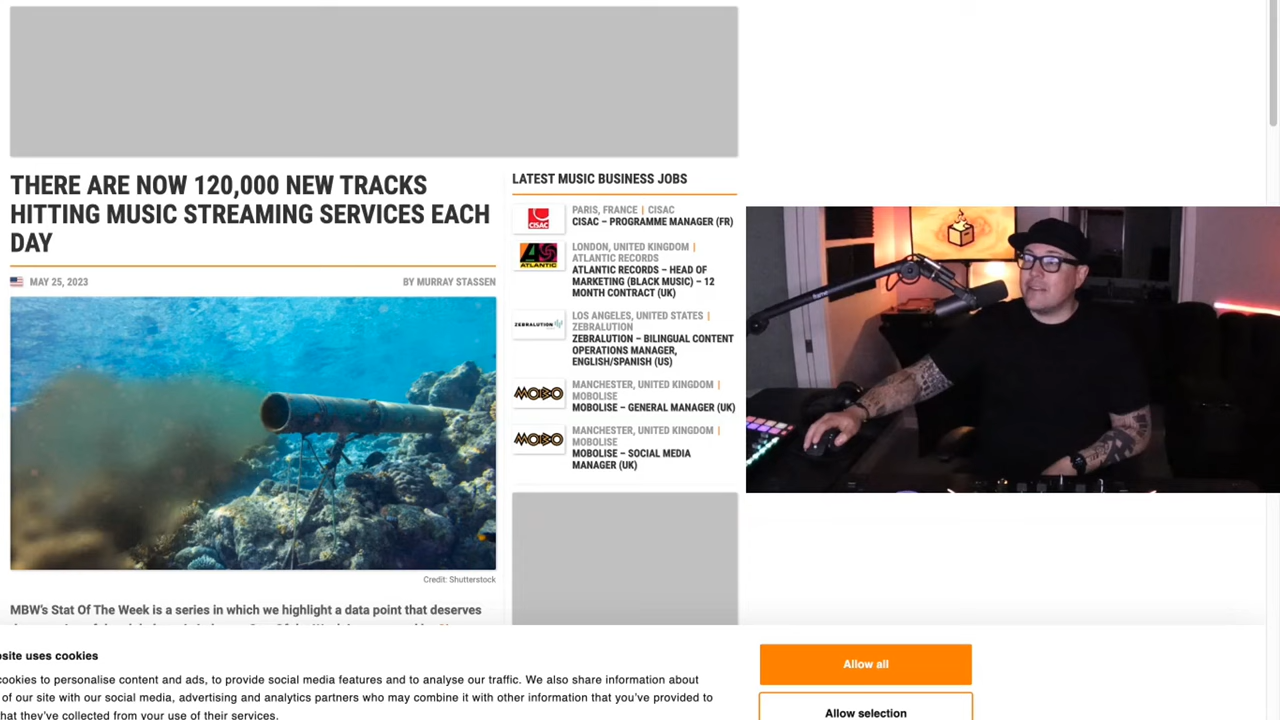 THERE ARE NOW 120,000 NEW TRACKS
HITTING MUSIC STREAMING SERVICES EACH
DAY
MAY 25, 2023
BY MURRAY STASSEN
Credit: Shutterstock
MBW's Stat Of The Week is a series in which we highlight a data point that deserves
LATEST MUSIC BUSINESS JOBS
CISAC
PARIS, FRANCE | CISAC
CISAC – PROGRAMME MANAGER (FR)
ATLANTIC
LONDON, UNITED KINGDOM |
ATLANTIC RECORDS
ATLANTIC RECORDS – HEAD OF
MARKETING (BLACK MUSIC) – 12
MONTH CONTRACT (UK)
ZEBRALUTION
LOS ANGELES, UNITED STATES |
ZEBRALUTION
ZEBRALUTION – BILINGUAL CONTENT
OPERATIONS MANAGER,
ENGLISH/SPANISH (US)
MOBO
MANCHESTER, UNITED KINGDOM |
MOBOLISE
MOBOLISE – GENERAL MANAGER (UK)
MOBO
MANCHESTER, UNITED KINGDOM |
MOBOLISE
MOBOLISE – SOCIAL MEDIA
MANAGER (UK)
site uses cookies
cookies to personalise content and ads, to provide social media features and to analyse our traffic. We also share information about
of our site with our social media, advertising and analytics partners who may combine it with other information that you've provided to
hat they've collected from your use of their services.
Allow all
Allow selection